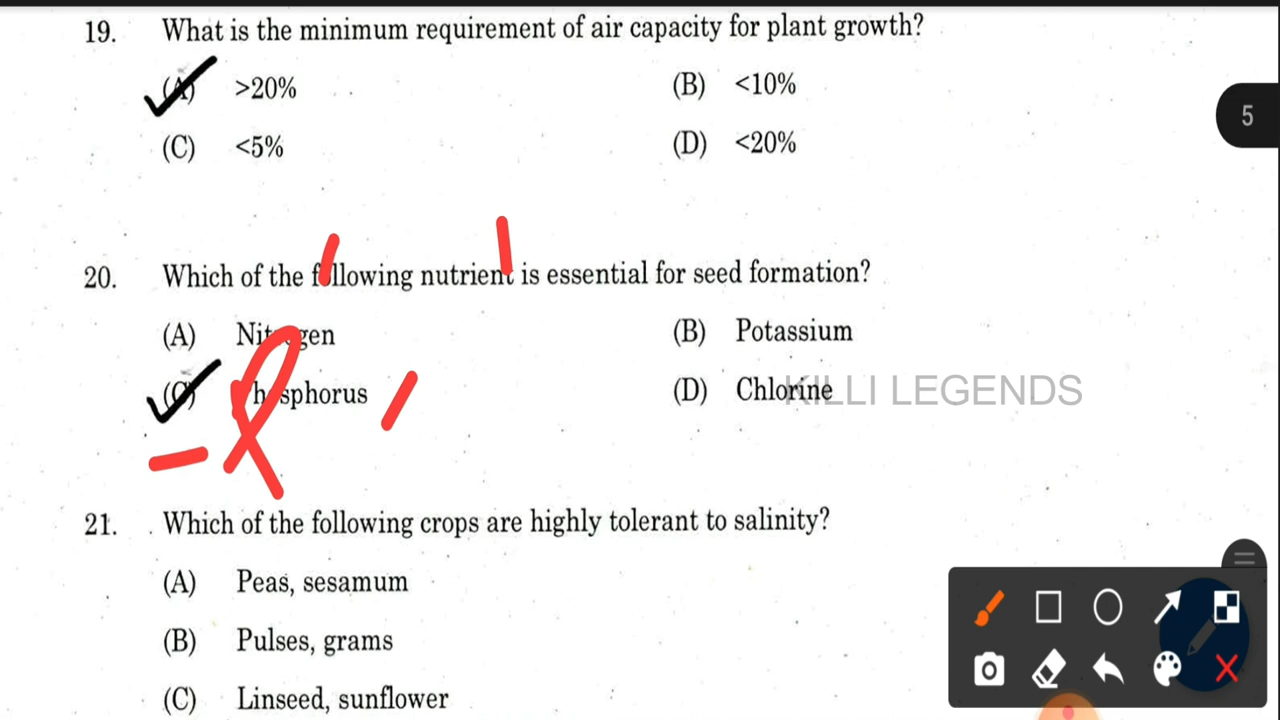 19. What is the minimum requirement of air capacity for plant growth?
(A) >20% (B) <10%
(C) <5% (D) <20%
5
20. Which of the following nutrient is essential for seed formation?
(A) Nitrogen (B) Potassium
(C) Phosphorus (D) Chlorine
KILLI LEGENDS
21. Which of the following crops are highly tolerant to salinity?
(A) Peas, sesamum
(B) Pulses, grams
(C) Linseed, sunflower